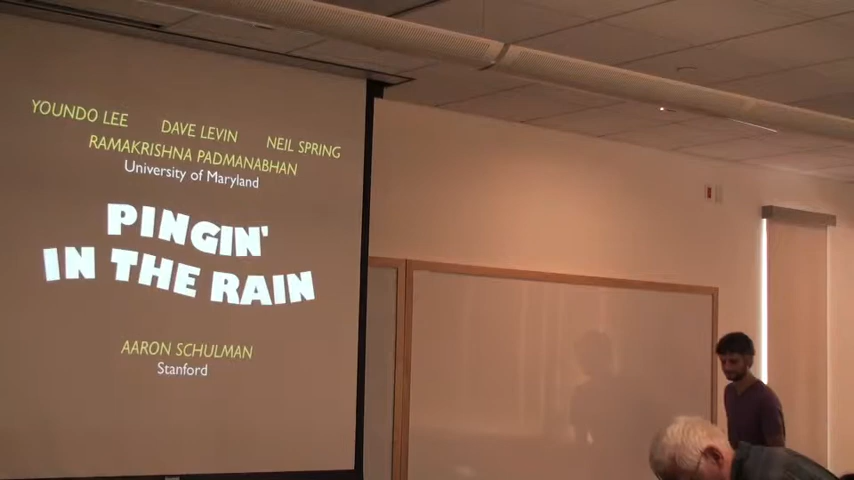 YOUNDO LEE DAVE LEVIN NEIL SPRING
RAMAKRISHNA PADMANABHAN
University of Maryland
PINGIN'
IN THE RAIN
AARON SCHULMAN
Stanford